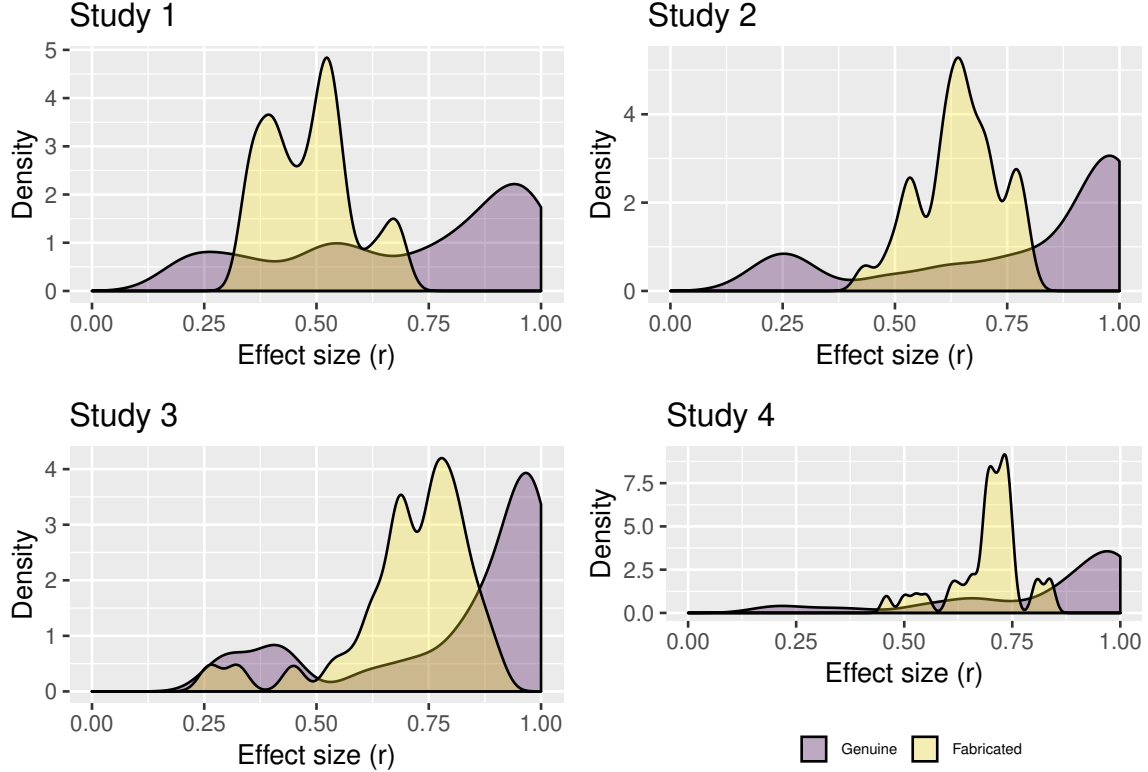 Study 1
5
4
3
2
1
0
Density
0.00 0.25 0.50 0.75 1.00
Effect size (r)
Study 2
4
2
0
Density
0.00 0.25 0.50 0.75 1.00
Effect size (r)
Study 3
4
3
2
1
0
Density
0.00 0.25 0.50 0.75 1.00
Effect size (r)
Study 4
7.5
5.0
2.5
0.0
Density
0.00 0.25 0.50 0.75 1.00
Effect size (r)
Genuine Fabricated